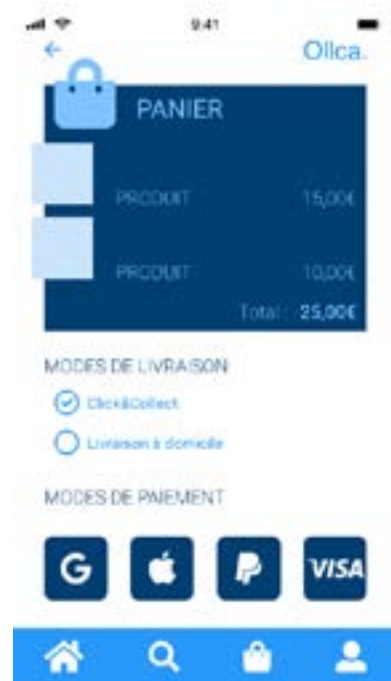 9:41
Ollca.
PANIER
PRODUIT 15,00€
PRODUIT 10,00€
Total : 25,00€
MODES DE LIVRAISON
Click&Collect
Livraison à domicile
MODES DE PAIEMENT
G VISA